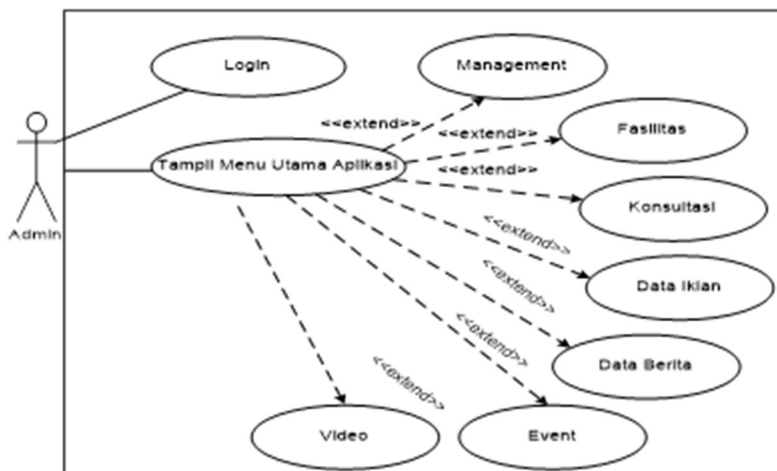 Login
Management
<<extend>>
<<extend>>
Fasilitas
Tampil Menu Utama Aplikasi
<<extend>>
Konsultasi
Admin
<<extend>>
Data Iklan
<<extend>>
<<extend>>
Data Berita
<<extend>>
Video
Event